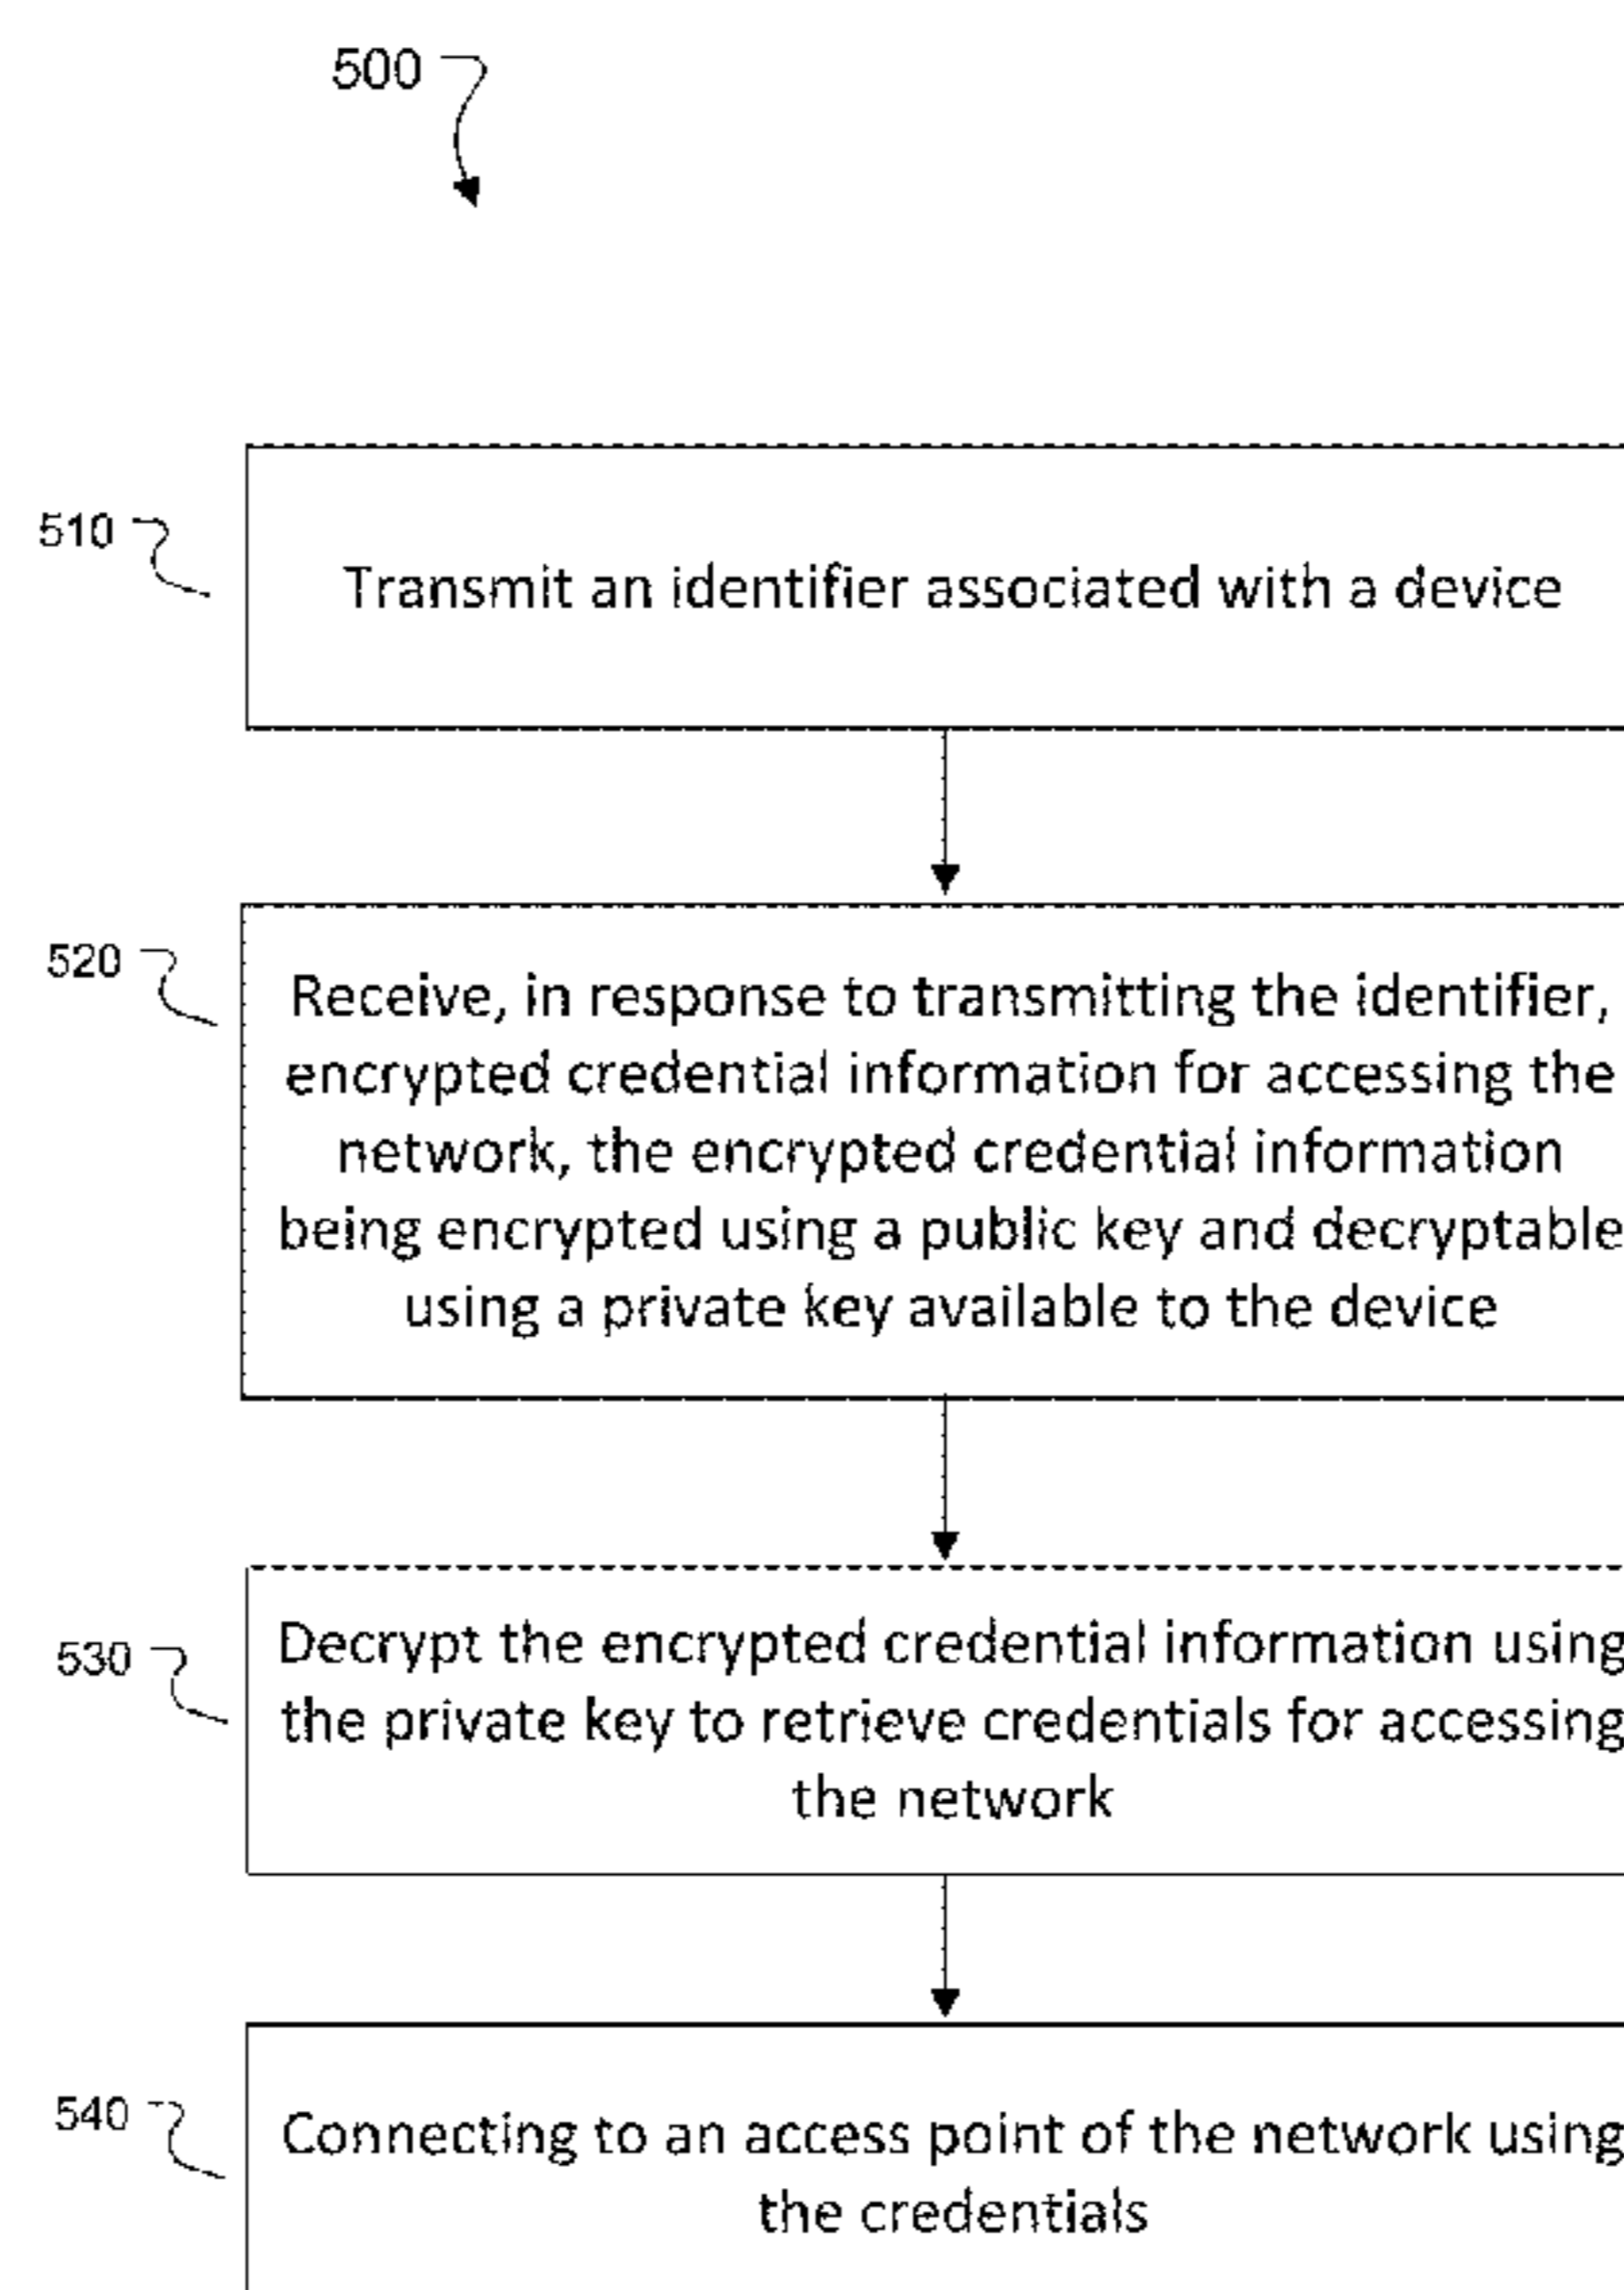 500
510
Transmit an identifier associated with a device
520
Receive, in response to transmitting the identifier,
encrypted credential information for accessing the
network, the encrypted credential information
being encrypted using a public key and decryptable
using a private key available to the device
530
Decrypt the encrypted credential information using
the private key to retrieve credentials for accessing
the network
540
Connecting to an access point of the network using
the credentials